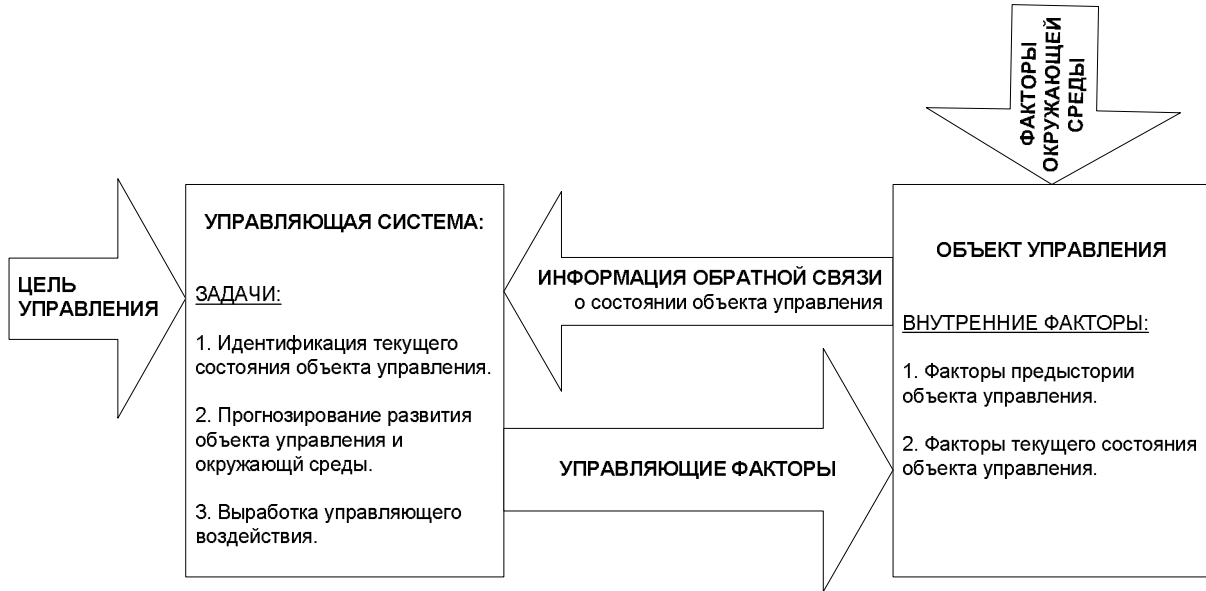 ФАКТОРЫ
ОКРУЖАЮЩЕЙ
СРЕДЫ
ЦЕЛЬ
УПРАВЛЕНИЯ
УПРАВЛЯЮЩАЯ СИСТЕМА:
ЗАДАЧИ:
1. Идентификация текущего
состояния объекта управления.
2. Прогнозирование развития
объекта управления и
окружающй среды.
3. Выработка управляющего
воздействия.
ИНФОРМАЦИЯ ОБРАТНОЙ СВЯЗИ
о состоянии объекта управления
УПРАВЛЯЮЩИЕ ФАКТОРЫ
ОБЪЕКТ УПРАВЛЕНИЯ
ВНУТРЕННИЕ ФАКТОРЫ:
1. Факторы предыстории
объекта управления.
2. Факторы текущего состояния
объекта управления.